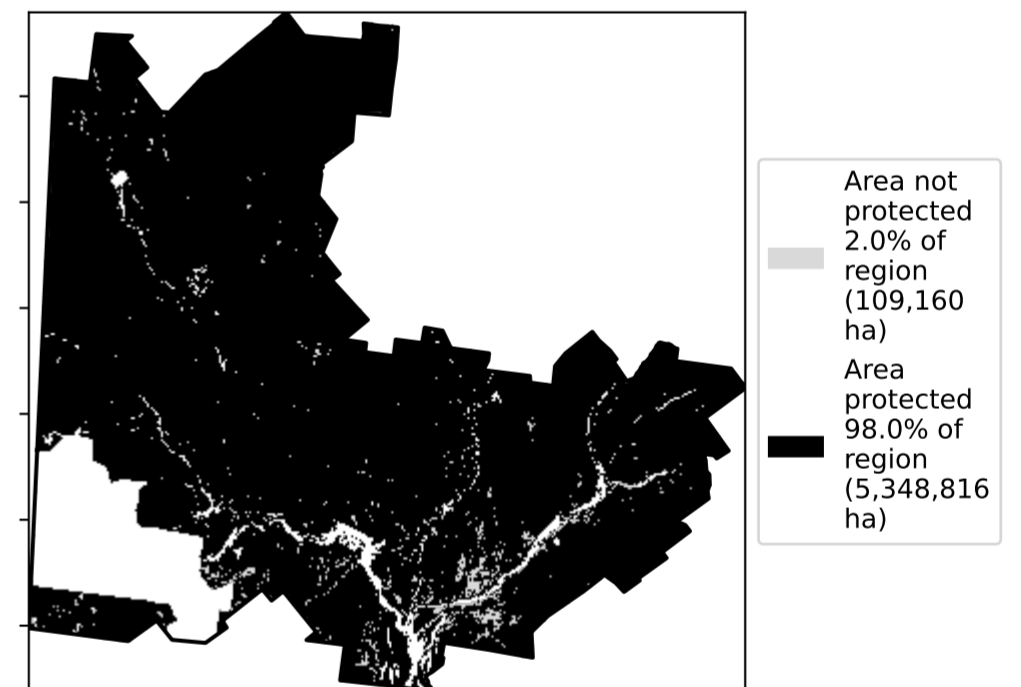 Area not
protected
2.0% of
region
(109,160
ha)
Area
protected
98.0% of
region
(5,348,816
ha)